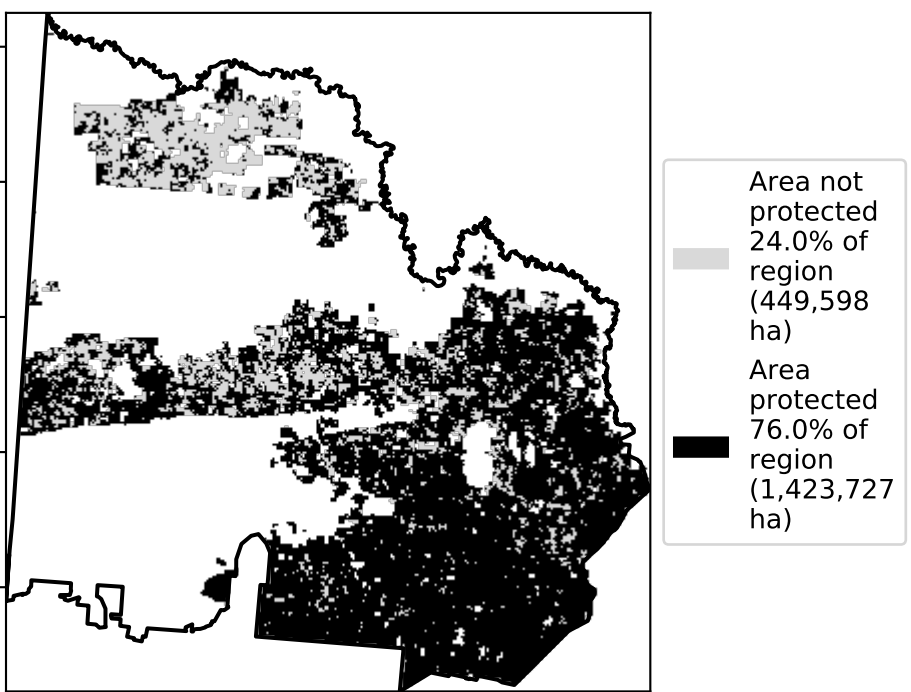 Area not
protected
24.0% of
region
(449,598
ha)
Area
protected
76.0% of
region
(1,423,727
ha)